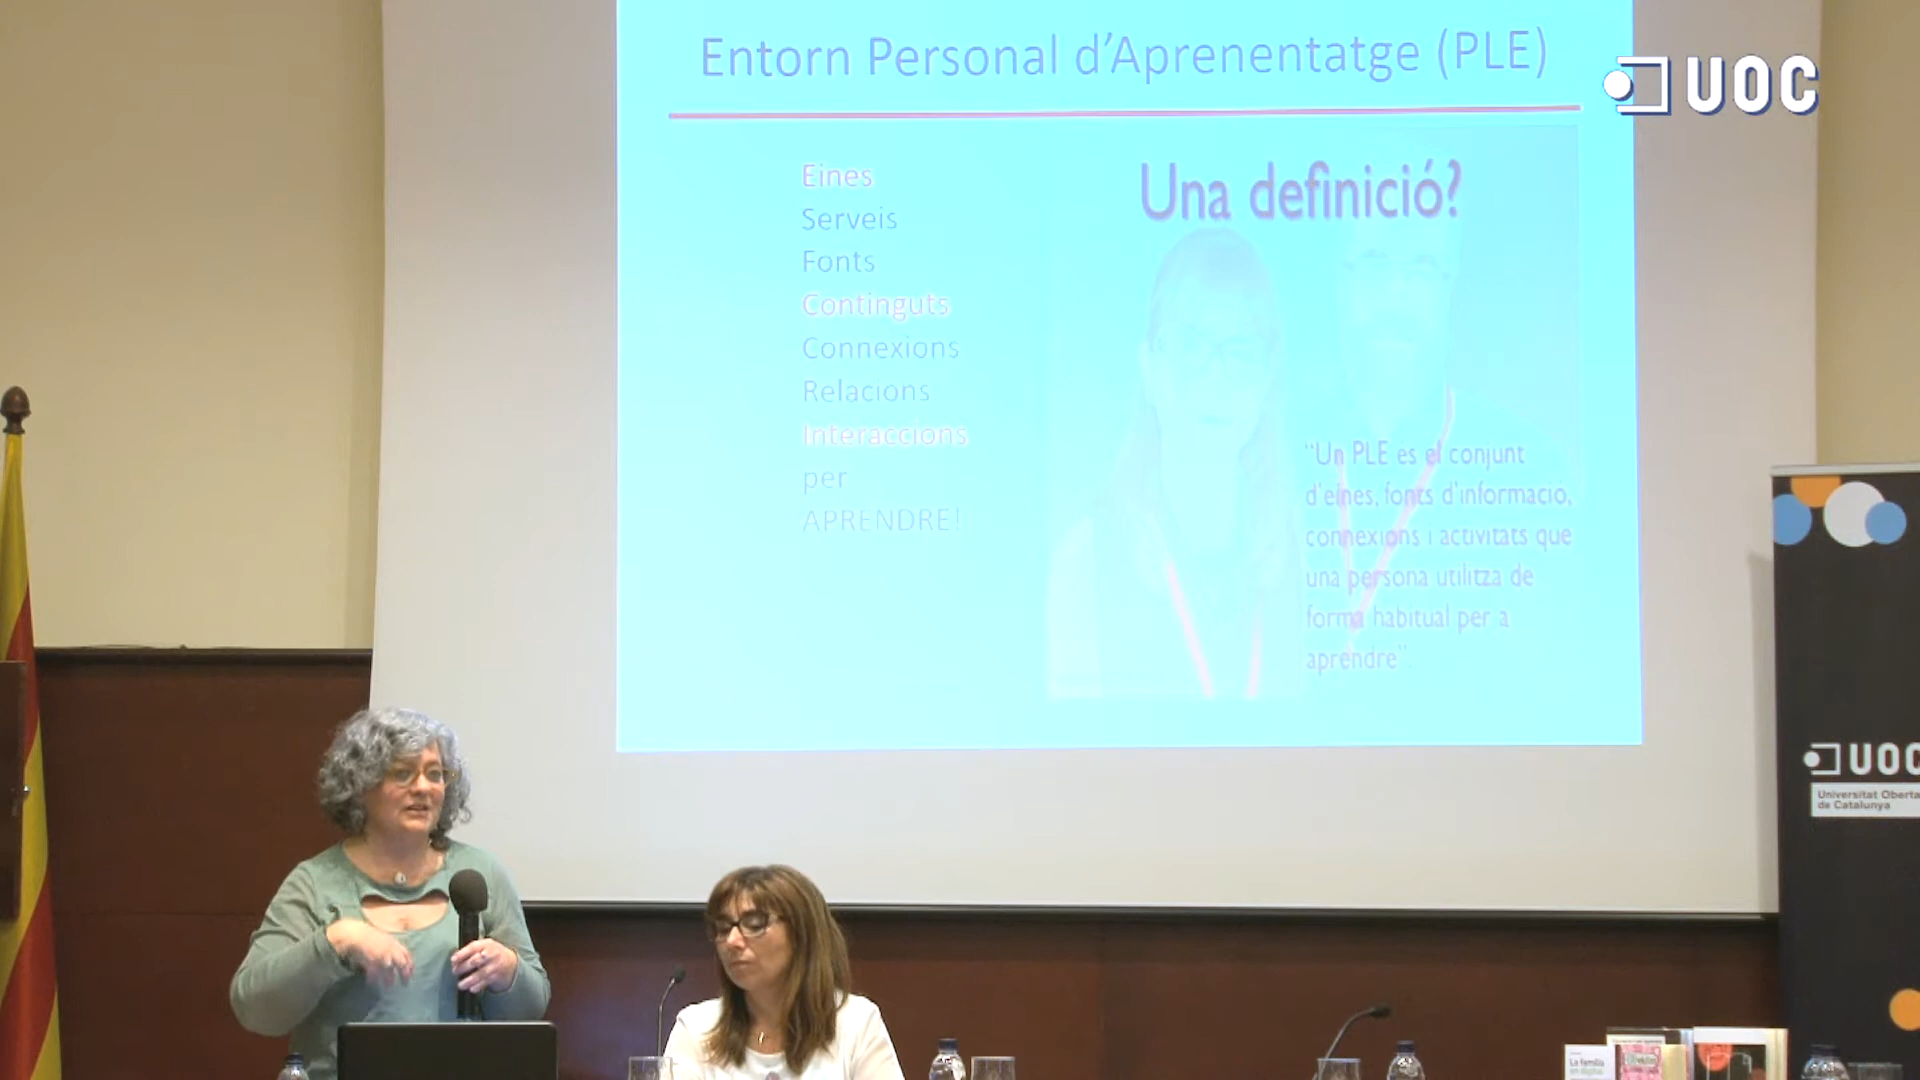 Entorn Personal d'Aprenentatge (PLE)
UOC
Eines
Serveis
Fonts
Continguts
Connexions
Relacions
Interaccions
per
APRENDRE!
Una definició?
"Un PLE es el conjunt
d'eines, fonts d'informació,
connexions i activitats que
una persona utilitza de
forma habitual per a
aprendre".
UOC
Universitat Oberta
de Catalunya
La família